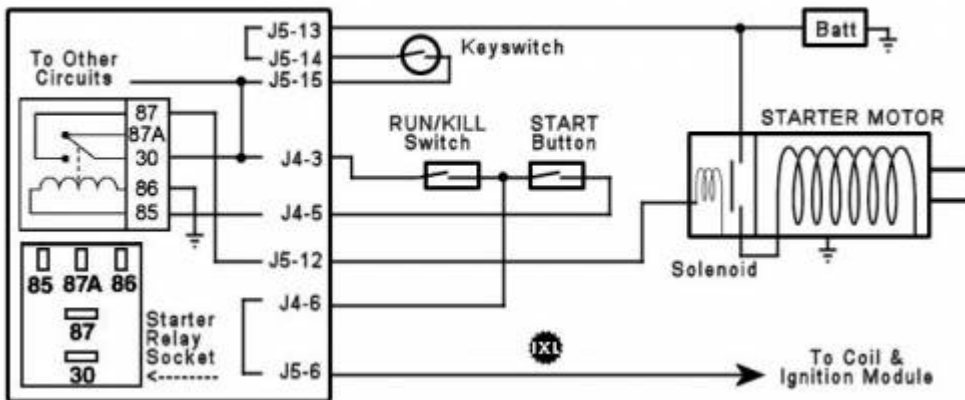 J5-13
J5-14
J5-15
Keyswitch
Batt
To Other
Circuits
87
87A
30
86
85
J4-3
J4-5
J5-12
J4-6
J5-6
RUN/KILL
Switch
START
Button
STARTER MOTOR
Solenoid
85 87A 86
87
30
Starter
Relay
Socket
<--------
IXL
To Coil &
Ignition Module